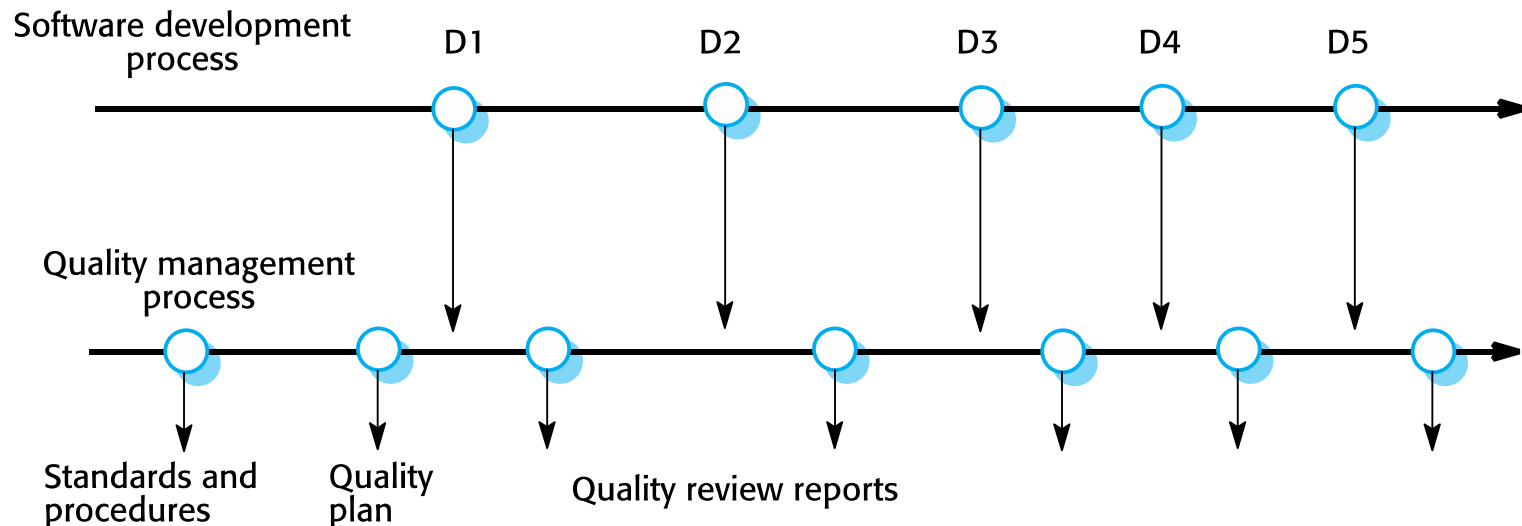 Software development
process
D1
D2
D3
D4
D5
Quality management
process
Standards and
procedures
Quality
plan
Quality review reports